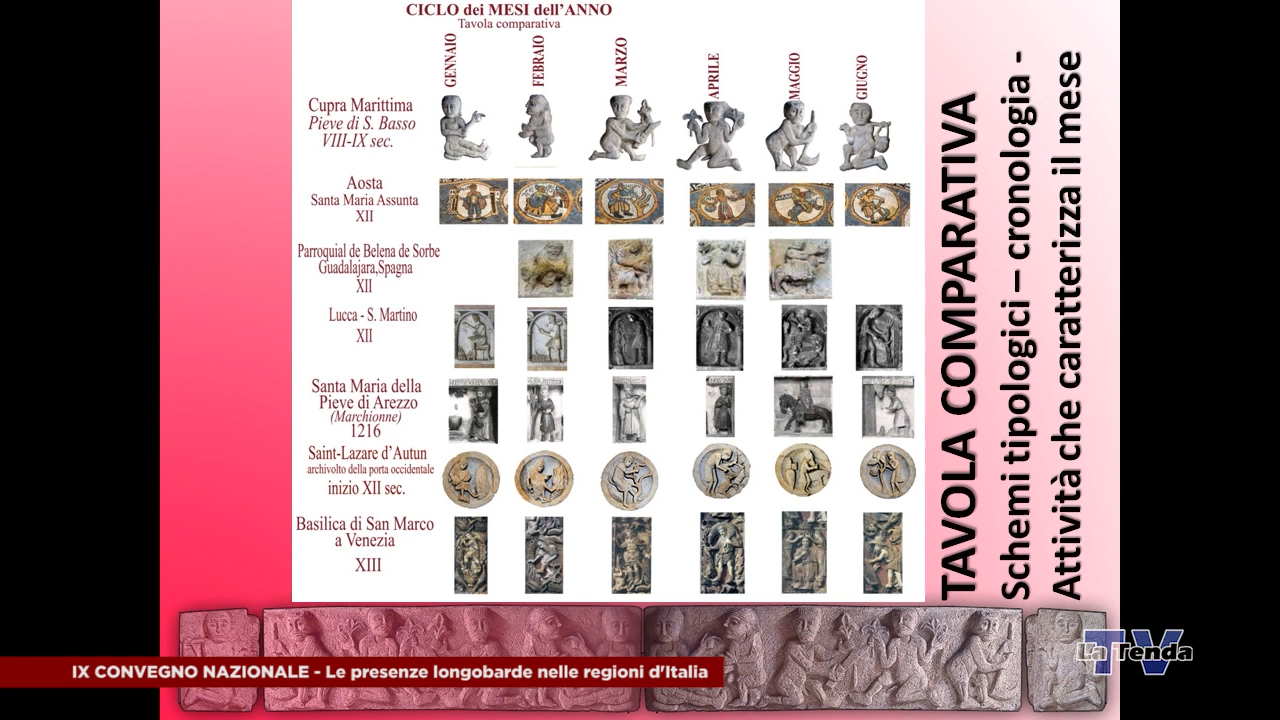 CICLO dei MESI dell'ANNO
Tavola comparativa
GENNAIO
FEBRAIO
MARZO
APRILE
MAGGIO
GIUGNO
Cupra Marittima
Pieve di S. Basso
VIII-IX sec.
Aosta
Santa Maria Assunta
XII
Parroquial de Belena de Sorbe
Guadalajara,Spagna
XII
Lucca - S. Martino
XII
Santa Maria della
Pieve di Arezzo
(Marchionne)
1216
Saint-Lazare d'Autun
archivolto della porta occidentale
inizio XII sec.
Basilica di San Marco
a Venezia
XIII
TAVOLA COMPARATIVA
Schemi tipologici – cronologia -
Attività che caratterizza il mese
IX CONVEGNO NAZIONALE - Le presenze longobarde nelle regioni d'Italia
La Tenda
TV